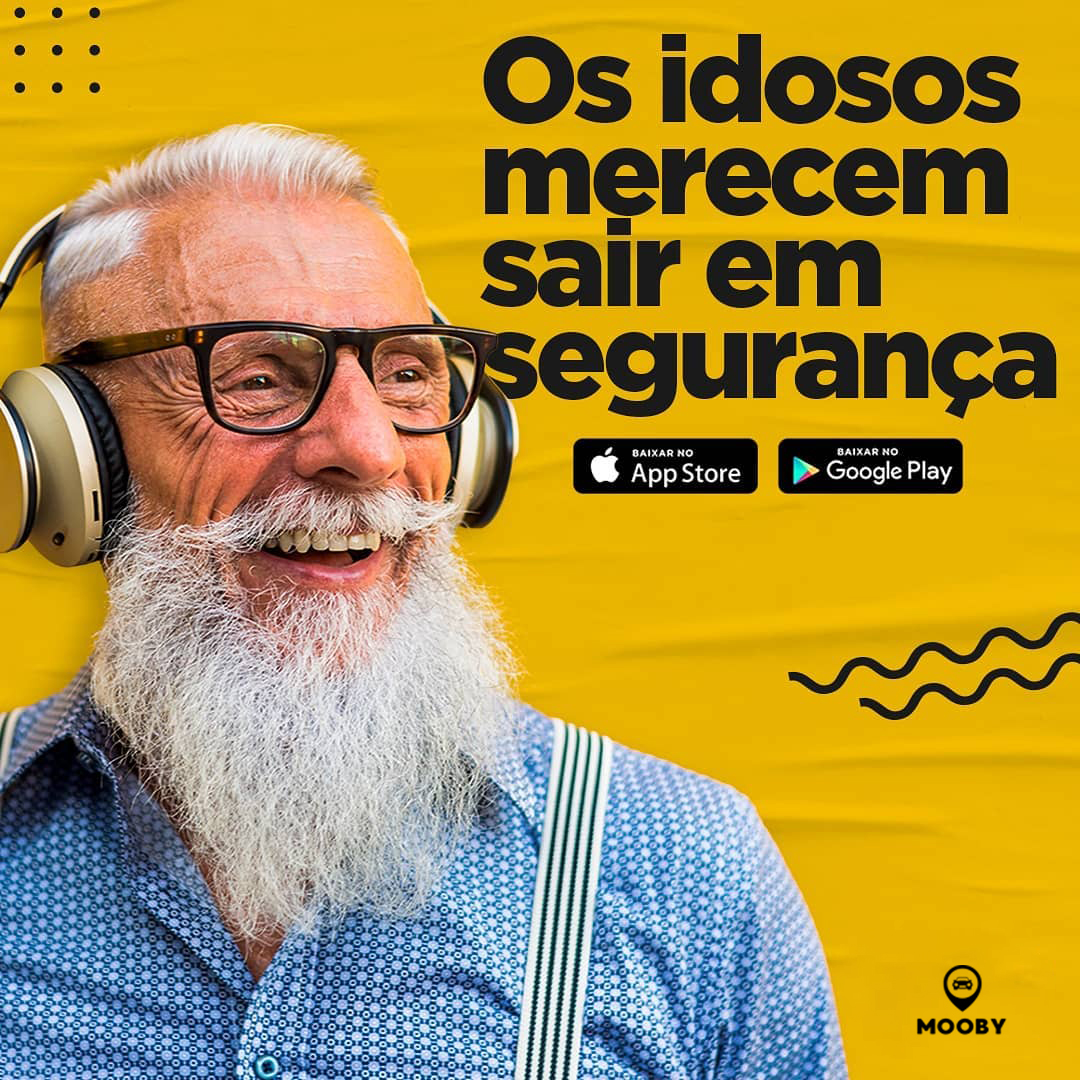 Os idosos
merecem
sair em
segurança
BAIXAR NO
App Store
BAIXAR NO
Google Play
MOOBY